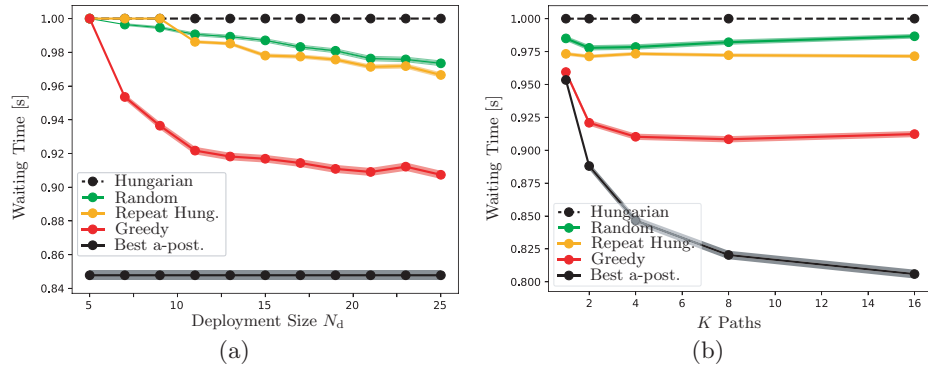 1.00
0.98
0.96
0.94
0.92
0.90
0.88
0.86
0.84
Waiting Time [s]
Hungarian
Random
Repeat Hung.
Greedy
Best a-post.
5
10
15
20
25
Deployment Size N_d
(a)
1.000
0.975
0.950
0.925
0.900
0.875
0.850
0.825
0.800
Waiting Time [s]
Hungarian
Random
Repeat Hung.
Greedy
Best a-post.
2
4
6
8
10
12
14
16
K Paths
(b)